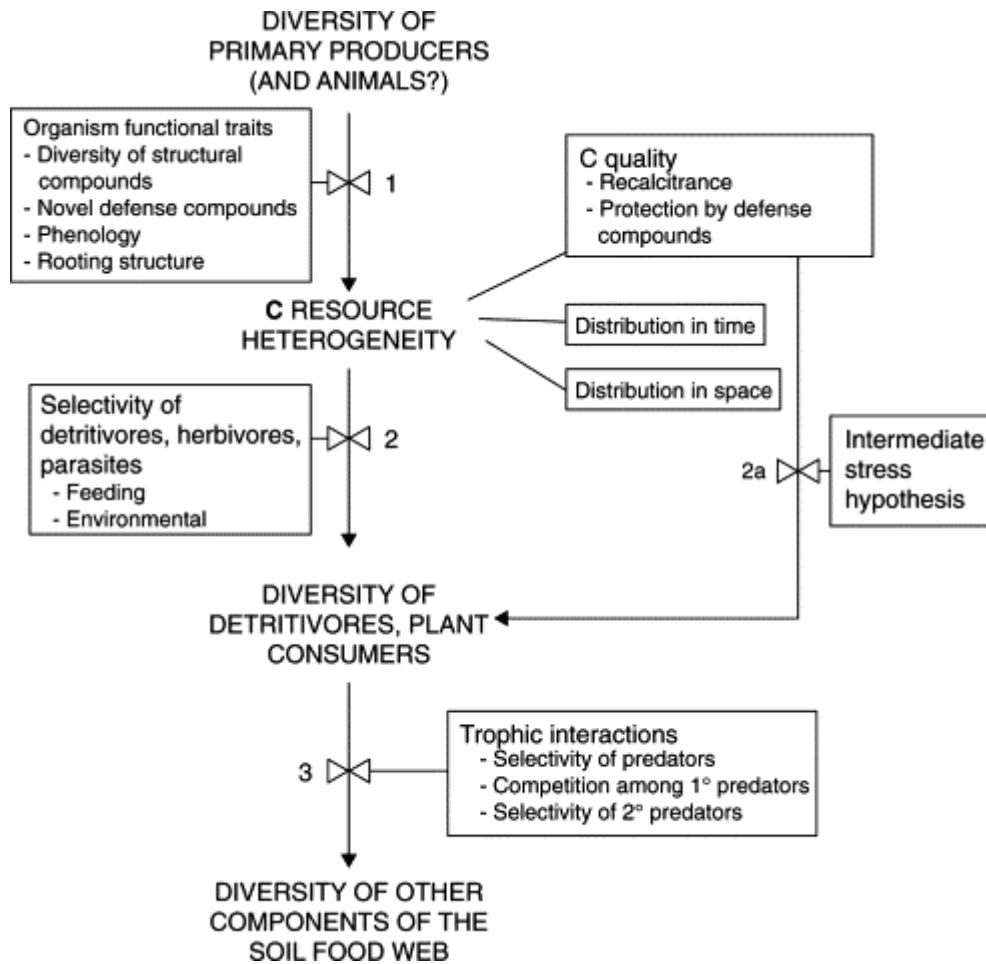 DIVERSITY OF
PRIMARY PRODUCERS
(AND ANIMALS?)
Organism functional traits
- Diversity of structural
compounds
- Novel defense compounds
- Phenology
- Rooting structure
1
C quality
- Recalcitrance
- Protection by defense
compounds
C RESOURCE
HETEROGENEITY
Distribution in time
Distribution in space
Selectivity of
detritivores, herbivores,
parasites
- Feeding
- Environmental
2
2a
Intermediate
stress
hypothesis
DIVERSITY OF
DETRITIVORES, PLANT
CONSUMERS
3
Trophic interactions
- Selectivity of predators
- Competition among 1° predators
- Selectivity of 2° predators
DIVERSITY OF OTHER
COMPONENTS OF THE
SOIL FOOD WEB